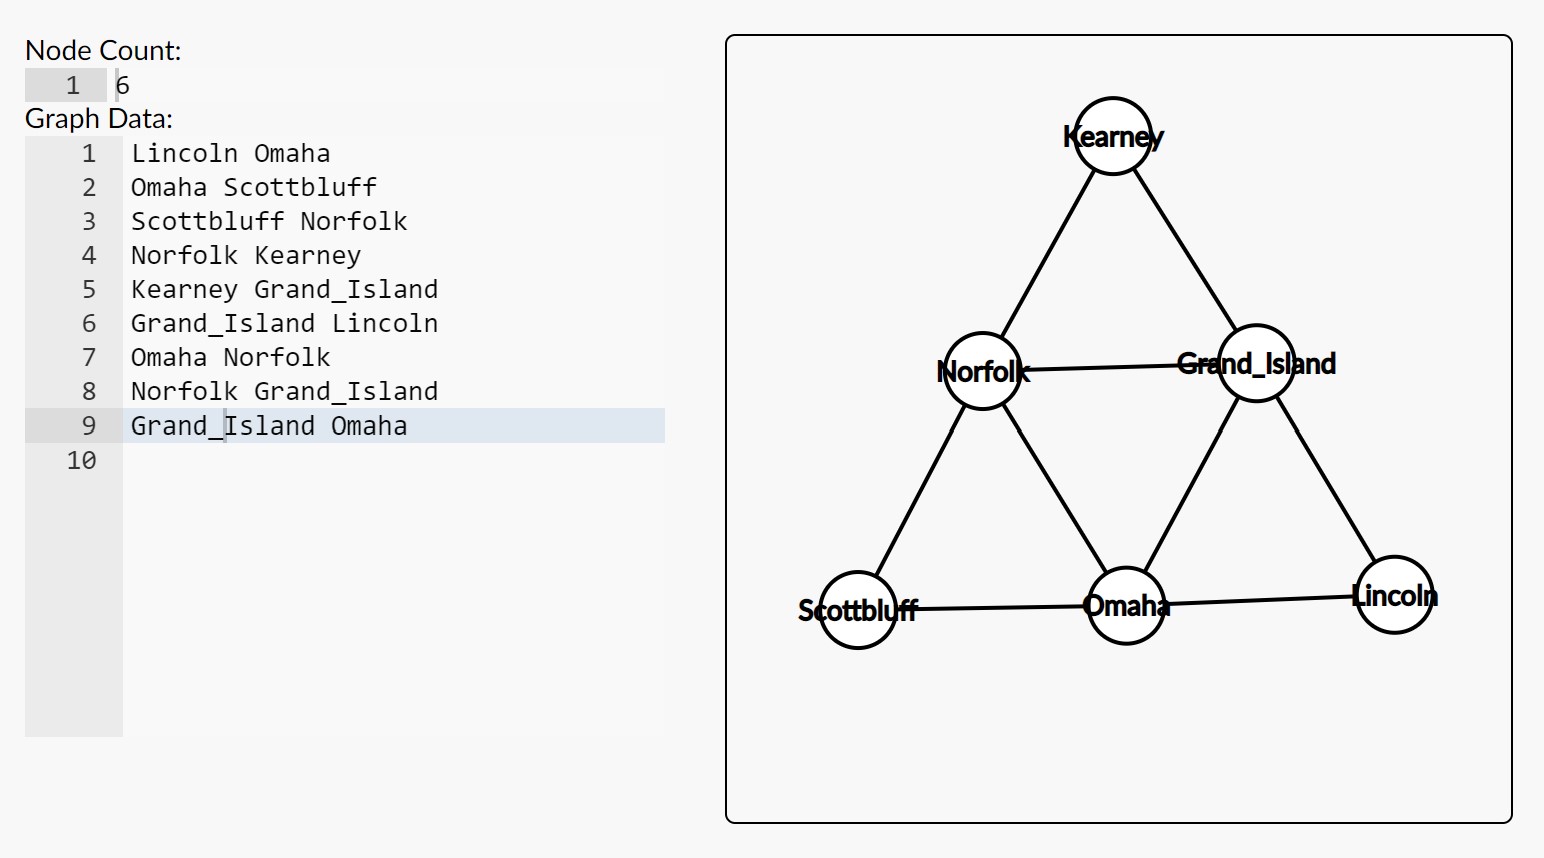 Node Count:
1 6
Graph Data:
1 Lincoln Omaha
2 Omaha Scottbluff
3 Scottbluff Norfolk
4 Norfolk Kearney
5 Kearney Grand_Island
6 Grand_Island Lincoln
7 Omaha Norfolk
8 Norfolk Grand_Island
9 Grand_Island Omaha
10
Kearney
Norfolk
Grand_Island
Scottbluff
Omaha
Lincoln